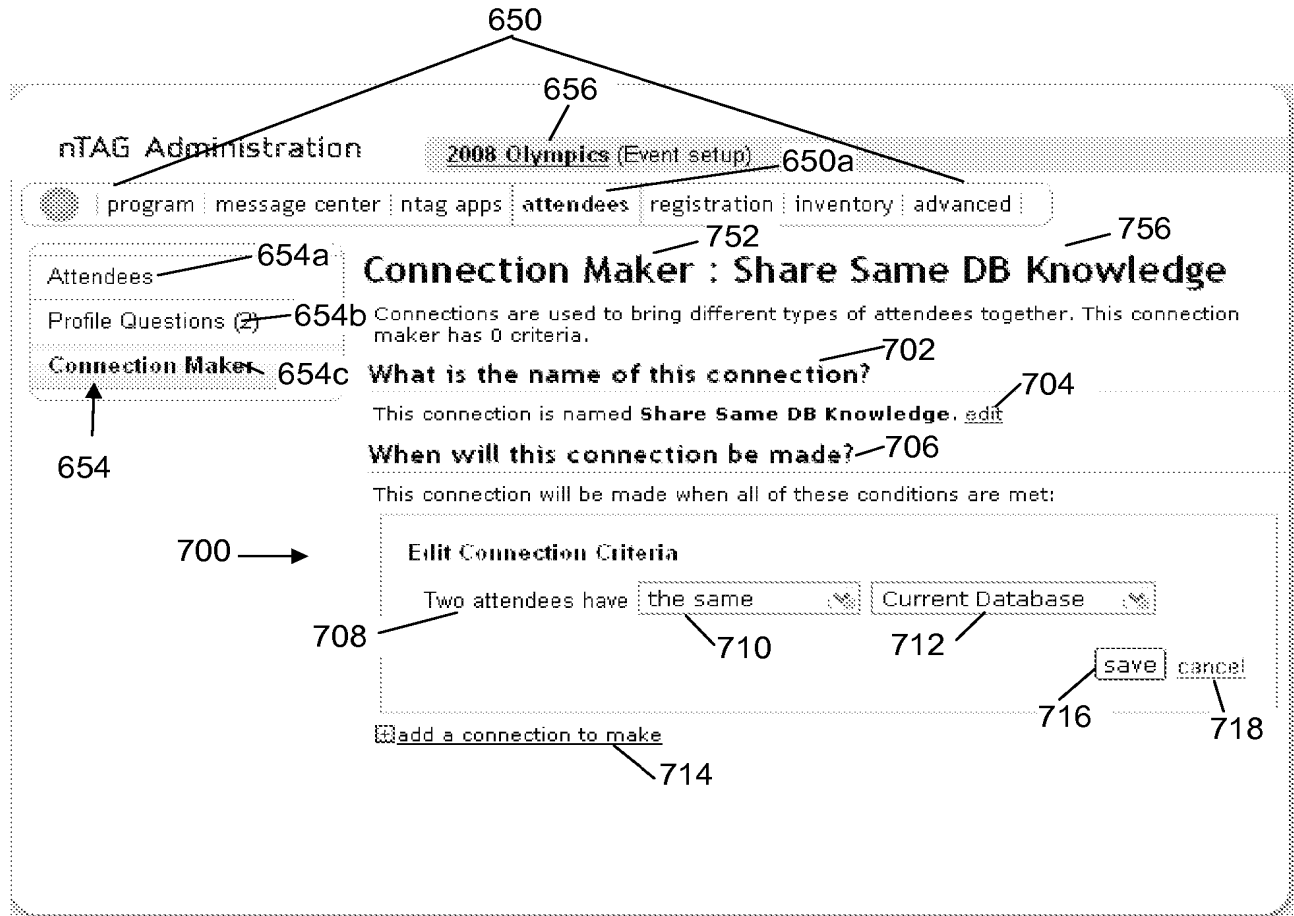 650
656
nTAG Administration
2008 Olympics (Event setup)
650a
program message center ntag apps attendees registration inventory advanced
752
756
654a
Attendees
Connection Maker : Share Same DB Knowledge
Profile Questions (2)
654b
Connections are used to bring different types of attendees together. This connection
maker has 0 criteria.
702
Connection Maker
654c
What is the name of this connection?
704
This connection is named Share Same DB Knowledge. edit
When will this connection be made?
706
654
This connection will be made when all of these conditions are met:
700
Edit Connection Criteria
Two attendees have the same Current Database
708
710
712
save cancel
716
718
+ add a connection to make
714